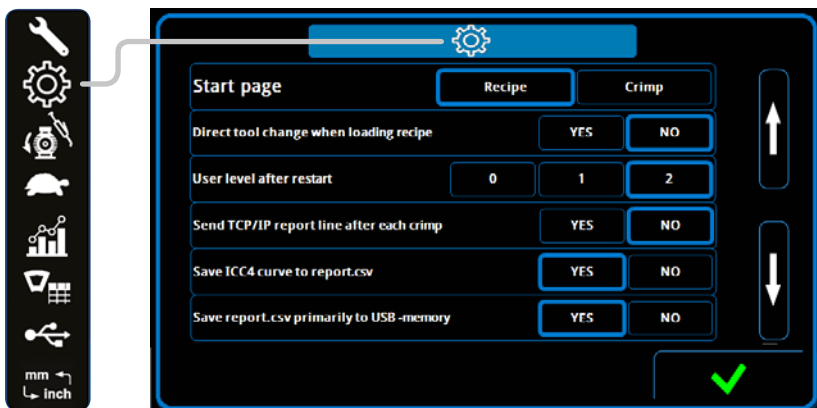 Start page Recipe Crimp
Direct tool change when loading recipe YES NO
User level after restart 0 1 2
Send TCP/IP report line after each crimp YES NO
Save ICC4 curve to report.csv YES NO
Save report.csv primarily to USB -memory YES NO
mm
inch